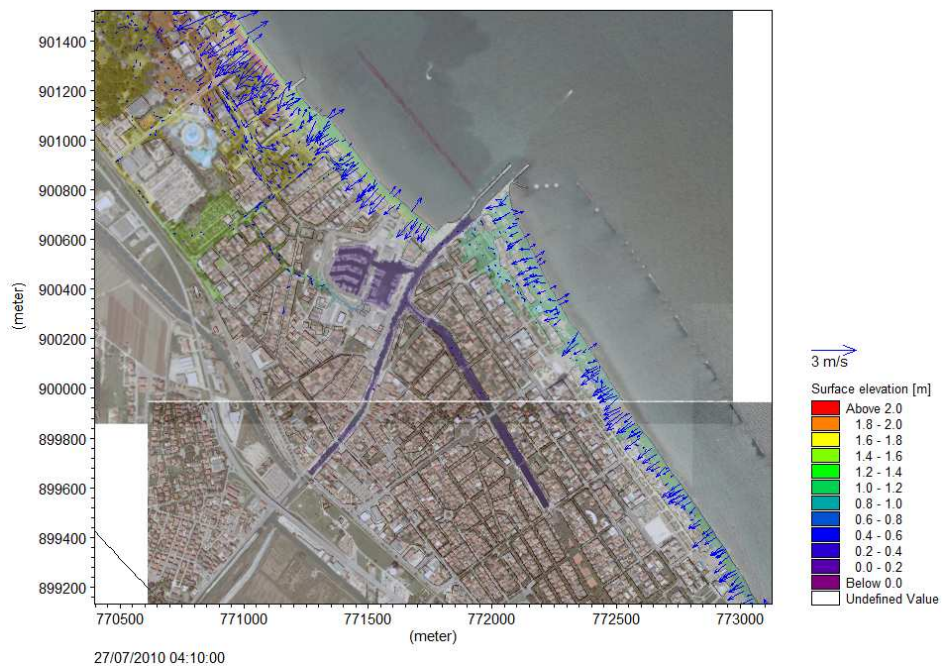 901400
901200
901000
900800
900600
(meter)
900400
900200
900000
899800
899600
899400
899200
770500
771000
771500
772000
772500
773000
(meter)
27/07/2010 04:10:00
3 m/s
Surface elevation [m]
Above 2.0
1.8 - 2.0
1.6 - 1.8
1.4 - 1.6
1.2 - 1.4
1.0 - 1.2
0.8 - 1.0
0.6 - 0.8
0.4 - 0.6
0.2 - 0.4
0.0 - 0.2
Below 0.0
Undefined Value